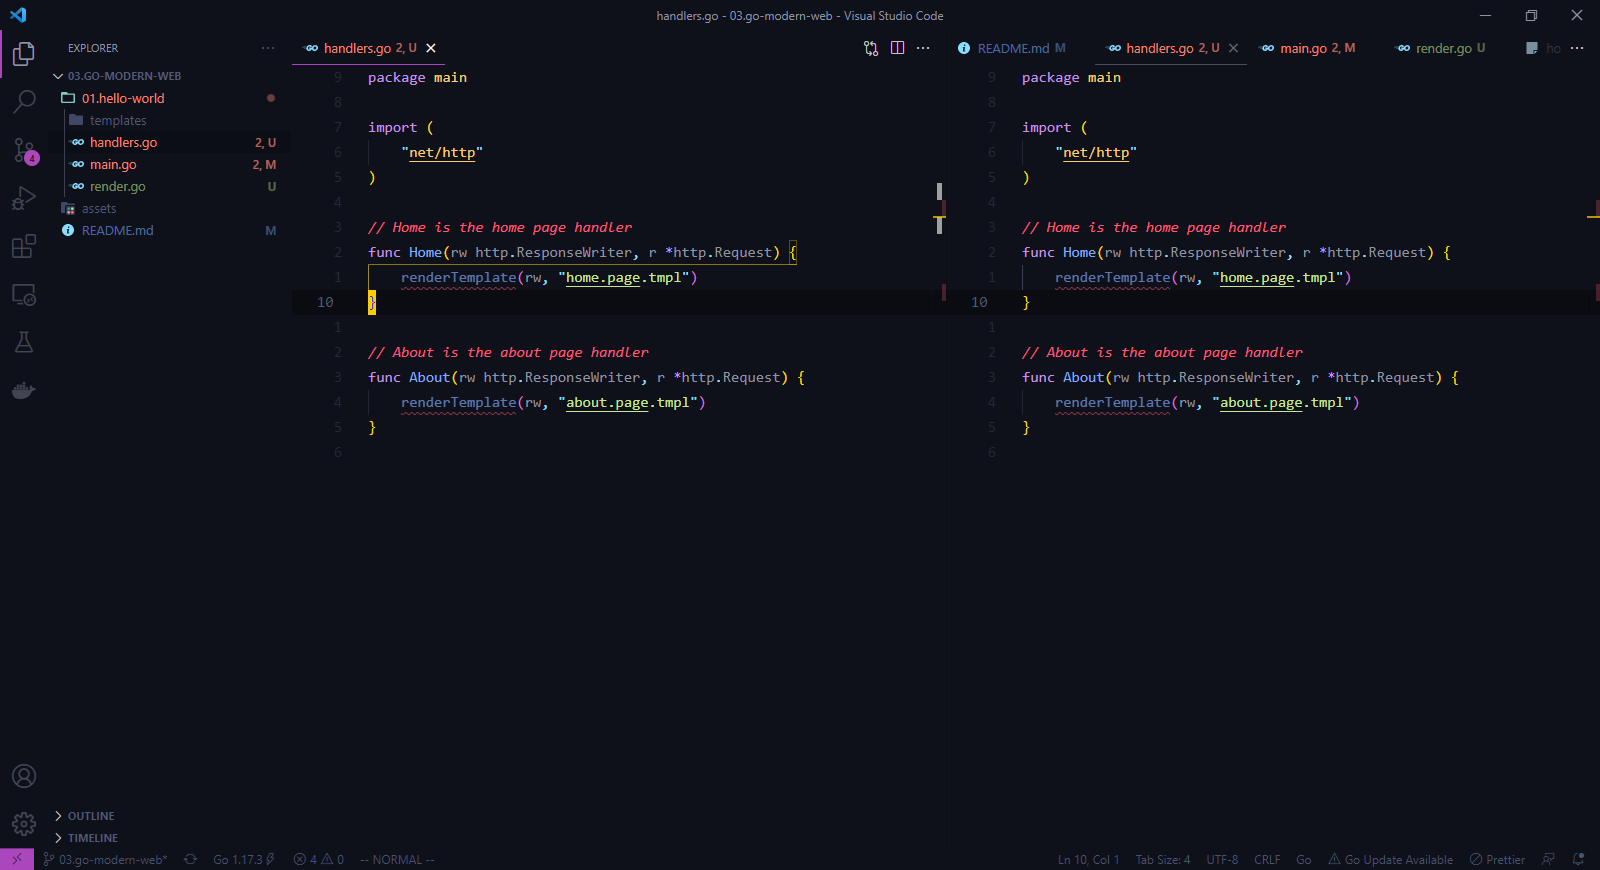 handlers.go - 03.go-modern-web - Visual Studio Code
EXPLORER
03.GO-MODERN-WEB
01.hello-world
templates
handlers.go 2, U
main.go 2, M
render.go U
assets
README.md M
OUTLINE
TIMELINE
handlers.go 2, U
9 package main
8
7 import (
6 "net/http"
5 )
4
3 // Home is the home page handler
2 func Home(rw http.ResponseWriter, r *http.Request) {
1 renderTemplate(rw, "home.page.tmpl")
10 }
1
2 // About is the about page handler
3 func About(rw http.ResponseWriter, r *http.Request) {
4 renderTemplate(rw, "about.page.tmpl")
5 }
6
README.md M handlers.go 2, U main.go 2, M render.go U ho
9 package main
8
7 import (
6 "net/http"
5 )
4
3 // Home is the home page handler
2 func Home(rw http.ResponseWriter, r *http.Request) {
1 renderTemplate(rw, "home.page.tmpl")
10 }
1
2 // About is the about page handler
3 func About(rw http.ResponseWriter, r *http.Request) {
4 renderTemplate(rw, "about.page.tmpl")
5 }
6
4
03.go-modern-web* Go 1.17.3 4 0 -- NORMAL -- Ln 10, Col 1 Tab Size: 4 UTF-8 CRLF Go Go Update Available Prettier